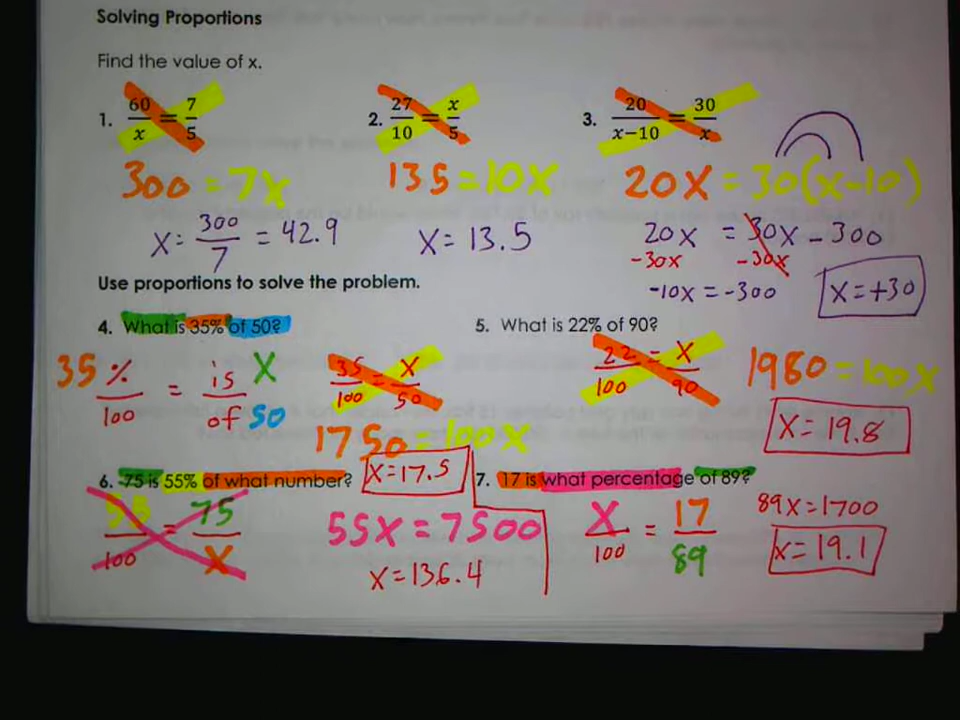 Solving Proportions
Find the value of x.
1. 60/x = 7/5
2. 27/10 = x/5
3. 20/x−10 = 30/x
300 = 7x
135 = 10x
20x = 30(x-10)
x = 300/7 = 42.9
x = 13.5
20x = 30x - 300
-30x -30x
-10x = -300
x = +30
Use proportions to solve the problem.
4. What is 35% of 50?
5. What is 22% of 90?
35 %/100 = is x/of 50
35/100 = x/50
22/100 = x/90
1980 = 100x
1750 = 100x
x = 17.5
x = 19.8
6. 75 is 55% of what number?
7. 17 is what percentage of 89?
/100 = 75/x
55x = 7500
x = 136.4
x/100 = 17/89
89x = 1700
x = 19.1